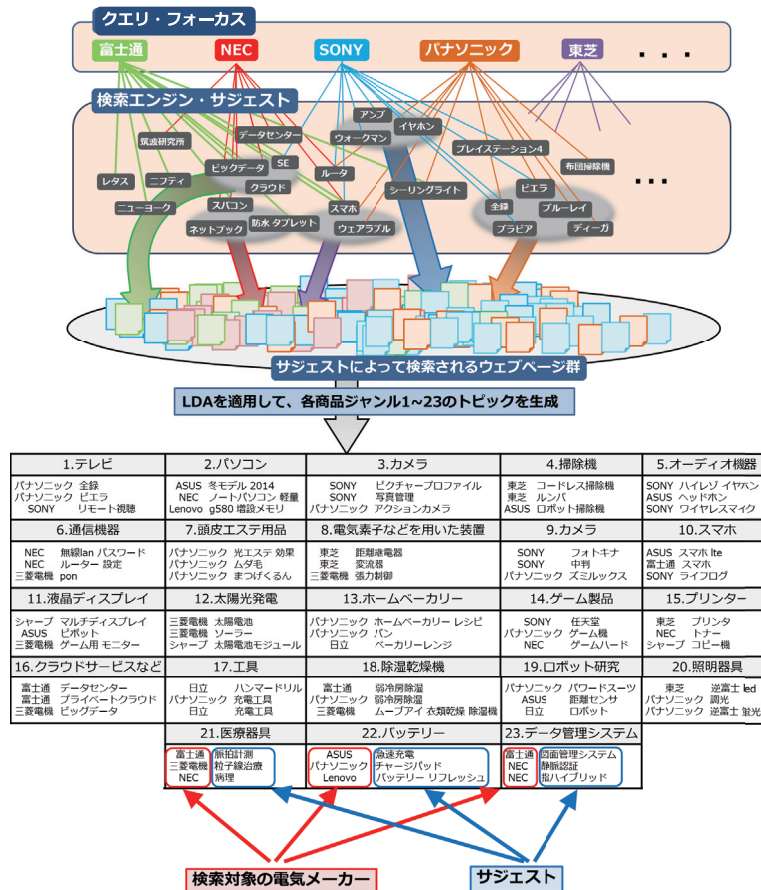 クエリ・フォーカス
富士通 NEC SONY パナソニック 東芝 ・・・
検索エンジン・サジェスト
アンプ
イヤホン
ウォークマン
データセンター
筑波研究所
プレイステーション4
ビックデータ
SE
ルータ
布団掃除機
レタス
ニフティ
クラウド
シーリングライト
ビエラ
...
ニューヨーク
スパコン
スマホ
全録
ブルーレイ
ネットブック
防水 タブレット
ウェアラブル
ブラビア
ディーガ
サジェストによって検索されるウェブページ群
LDAを適用して、各商品ジャンル1~23のトピックを生成
1.テレビ 2.パソコン 3.カメラ 4.掃除機 5.オーディオ機器
パナソニック 全録 ASUS 冬モデル 2014 SONY ピクチャープロファイル 東芝 コードレス掃除機 SONY ハイレゾ イヤホン
パナソニック ビエラ NEC ノートパソコン 軽量 SONY 写真管理 東芝 ルンバ ASUS ヘッドホン
SONY リモート視聴 Lenovo g580 増設メモリ パナソニック アクションカメラ ASUS ロボット掃除機 SONY ワイヤレスマイク
6.通信機器 7.頭皮エステ用品 8.電気素子などを用いた装置 9.カメラ 10.スマホ
NEC 無線lan パスワード パナソニック 光エステ 効果 東芝 距離継電器 SONY フォトキナ ASUS スマホ lte
NEC ルーター 設定 パナソニック ムダ毛 東芝 変流器 SONY 中判 富士通 スマホ
三菱電機 pon パナソニック まつげくるん 三菱電機 張力制御 パナソニック ズミルックス SONY ライフログ
11.液晶ディスプレイ 12.太陽光発電 13.ホームベーカリー 14.ゲーム製品 15.プリンター
シャープ マルチディスプレイ 三菱電機 太陽電池 パナソニック ホームベーカリー レシピ SONY 任天堂 東芝 プリンタ
ASUS ピボット 三菱電機 ソーラー パナソニック パン パナソニック ゲーム機 NEC トナー
三菱電機 ゲーム用 モニター シャープ 太陽電池モジュール 日立 ベーカリーレンジ NEC ゲームハード シャープ コピー機
16.クラウドサービスなど 17.工具 18.除湿乾燥機 19.ロボット研究 20.照明器具
富士通 データセンター 日立 ハンマードリル 富士通 弱冷房除湿 パナソニック パワードスーツ 東芝 逆富士 led
富士通 プライベートクラウド パナソニック 充電工具 パナソニック 弱冷房除湿 ASUS 距離センサ パナソニック 調光
三菱電機 ビッグデータ 日立 充電工具 三菱電機 ムーブアイ 衣類乾燥 除湿機 日立 ロボット パナソニック 逆富士 蛍光
21.医療器具 22.バッテリー 23.データ管理システム
富士通 脈拍計測 ASUS 急速充電 富士通 図面管理システム
三菱電機 粒子線治療 パナソニック チャージパッド NEC 静脈認証
NEC 病理 Lenovo バッテリー リフレッシュ NEC 指ハイブリッド
検索対象の電気メーカー サジェスト